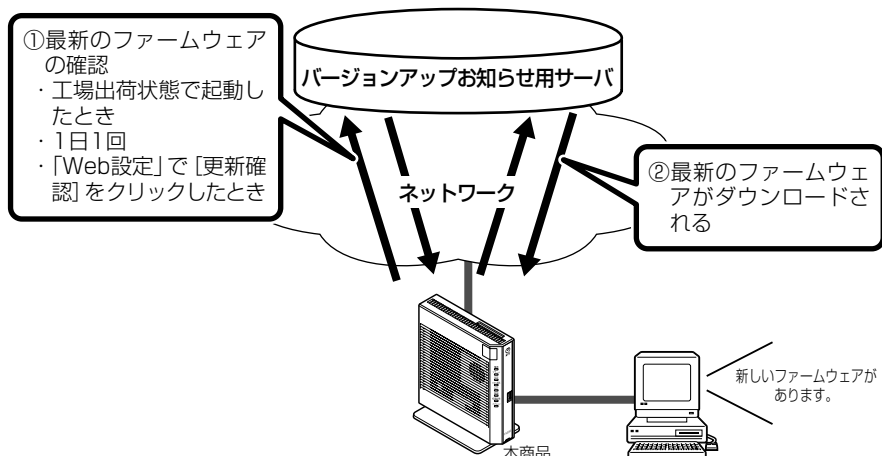 ①最新のファームウェア
の確認
・工場出荷状態で起動し
たとき
・1日1回
・「Web設定」で［更新確
認］をクリックしたとき
バージョンアップお知らせ用サーバ
ネットワーク
②最新のファームウェ
アがダウンロードさ
れる
新しいファームウェアが
あります。
本商品